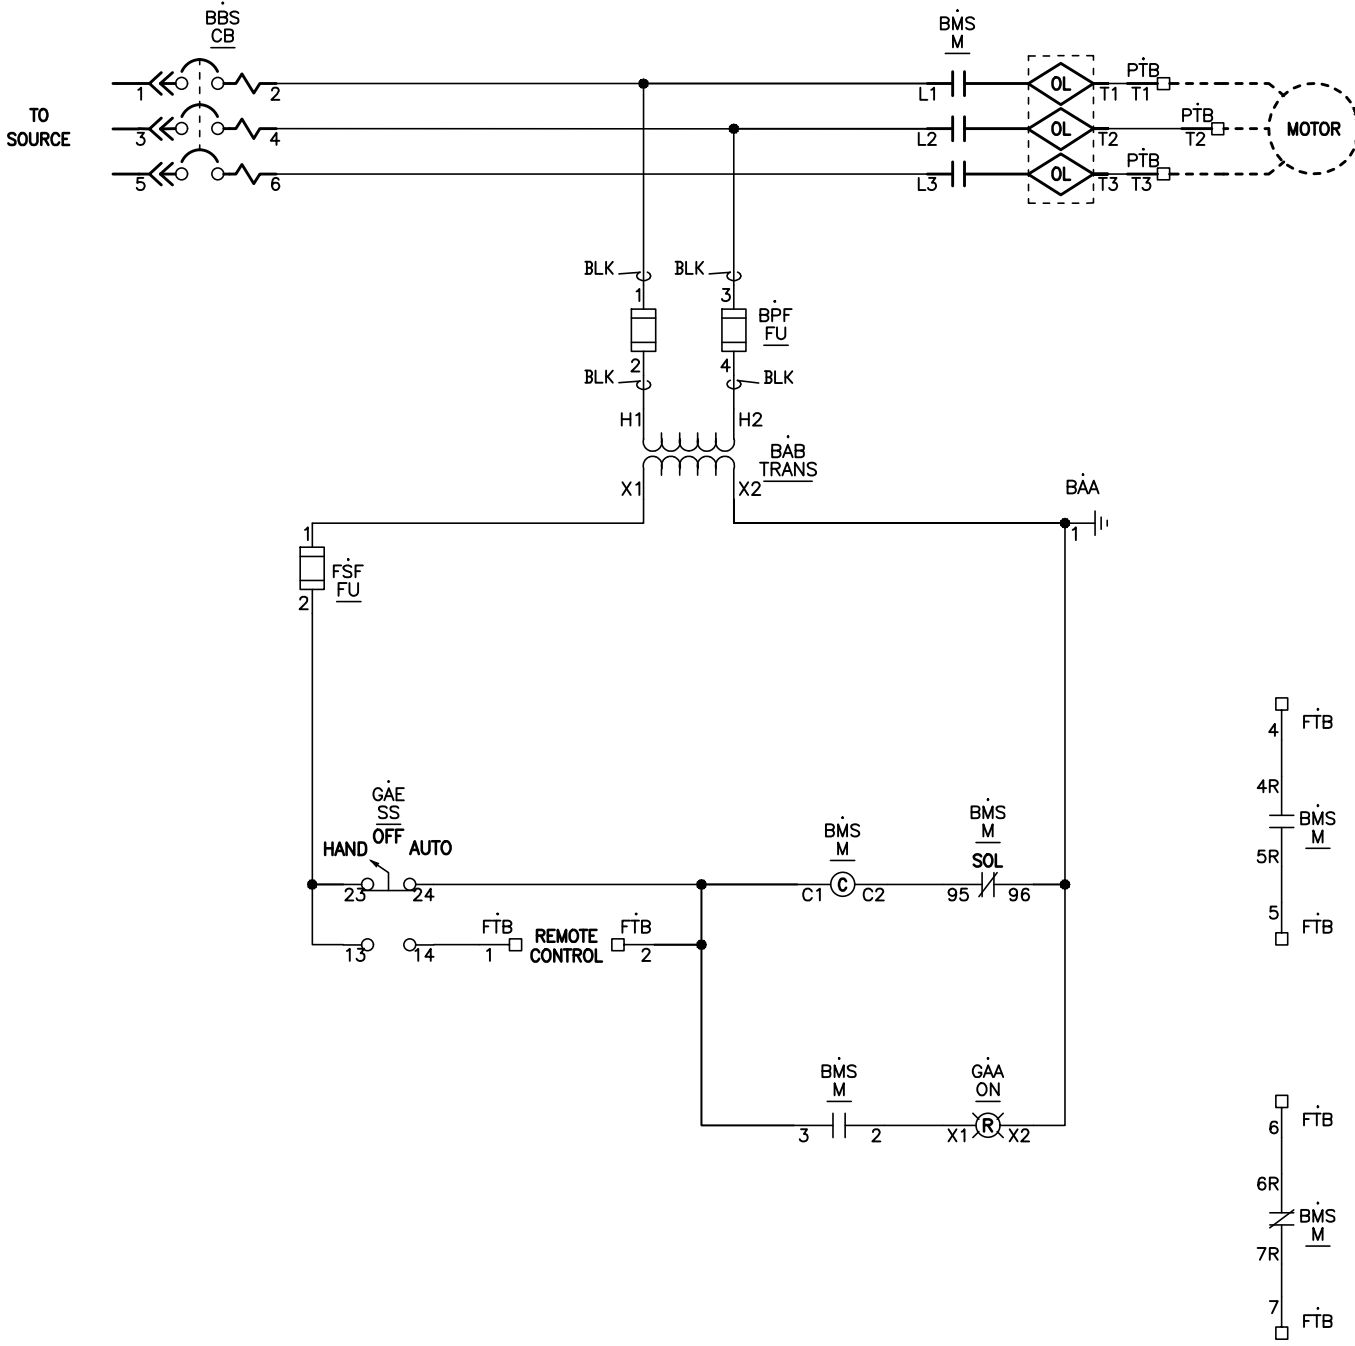 BBS
CB
BMS
M
TO
SOURCE
1
2
L1
OL
T1
PTB
T1
3
4
L2
OL
T2
PTB
T2
MOTOR
5
6
L3
OL
T3
PTB
T3
BLK
BLK
1
3
BPF
FU
2
4
BLK
BLK
H1
H2
BAB
TRANS
X1
X2
BAA
1
1
FSF
FU
2
GAE
SS
HAND
OFF
AUTO
23
24
BMS
M
C1
C
C2
BMS
M
SOL
95
96
13
14
FTB
1
REMOTE
CONTROL
FTB
2
BMS
M
3
2
GAA
ON
X1
R
X2
4
FTB
4R
BMS
M
5R
5
FTB
6
FTB
6R
BMS
M
7R
7
FTB